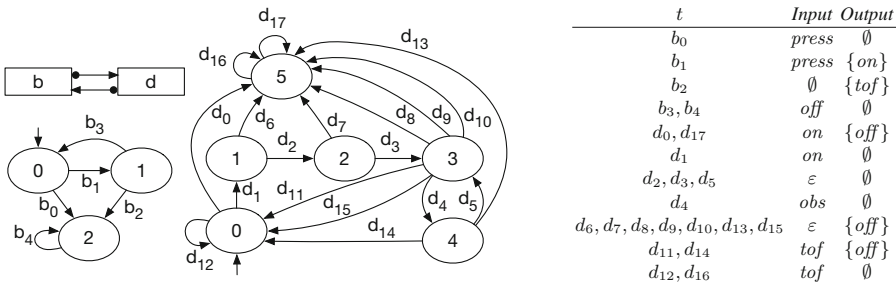 b d
d17
d16
d13
5
d0
d6
d7
d8
d9
d10
b3
0 1
b1
b0
b2
b4
2
1
d2
2
d3
3
d1
d11
d15
d4
d5
0
d14
4
d12
t Input Output
b0 press ∅
b1 press {on}
b2 ∅ {tof}
b3, b4 off ∅
d0, d17 on {off}
d1 on ∅
d2, d3, d5 ε ∅
d4 obs ∅
d6, d7, d8, d9, d10, d13, d15 ε {off}
d11, d14 tof {off}
d12, d16 tof ∅